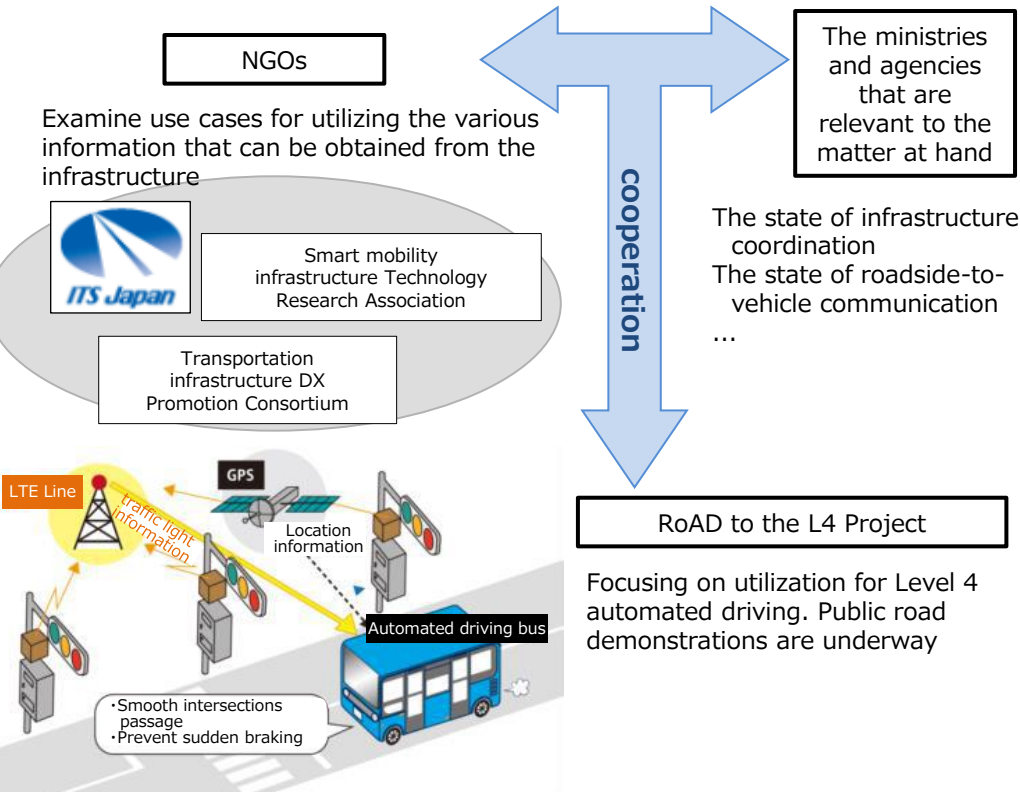 NGOs
Examine use cases for utilizing the various
information that can be obtained from the
infrastructure
ITS Japan
Smart mobility
infrastructure Technology
Research Association
Transportation
infrastructure DX
Promotion Consortium
cooperation
The ministries
and agencies
that are
relevant to the
matter at hand
The state of infrastructure
coordination
The state of roadside-to-
vehicle communication
...
LTE Line
traffic light
information
GPS
Location
information
Automated driving bus
・Smooth intersections
passage
・Prevent sudden braking
RoAD to the L4 Project
Focusing on utilization for Level 4
automated driving. Public road
demonstrations are underway